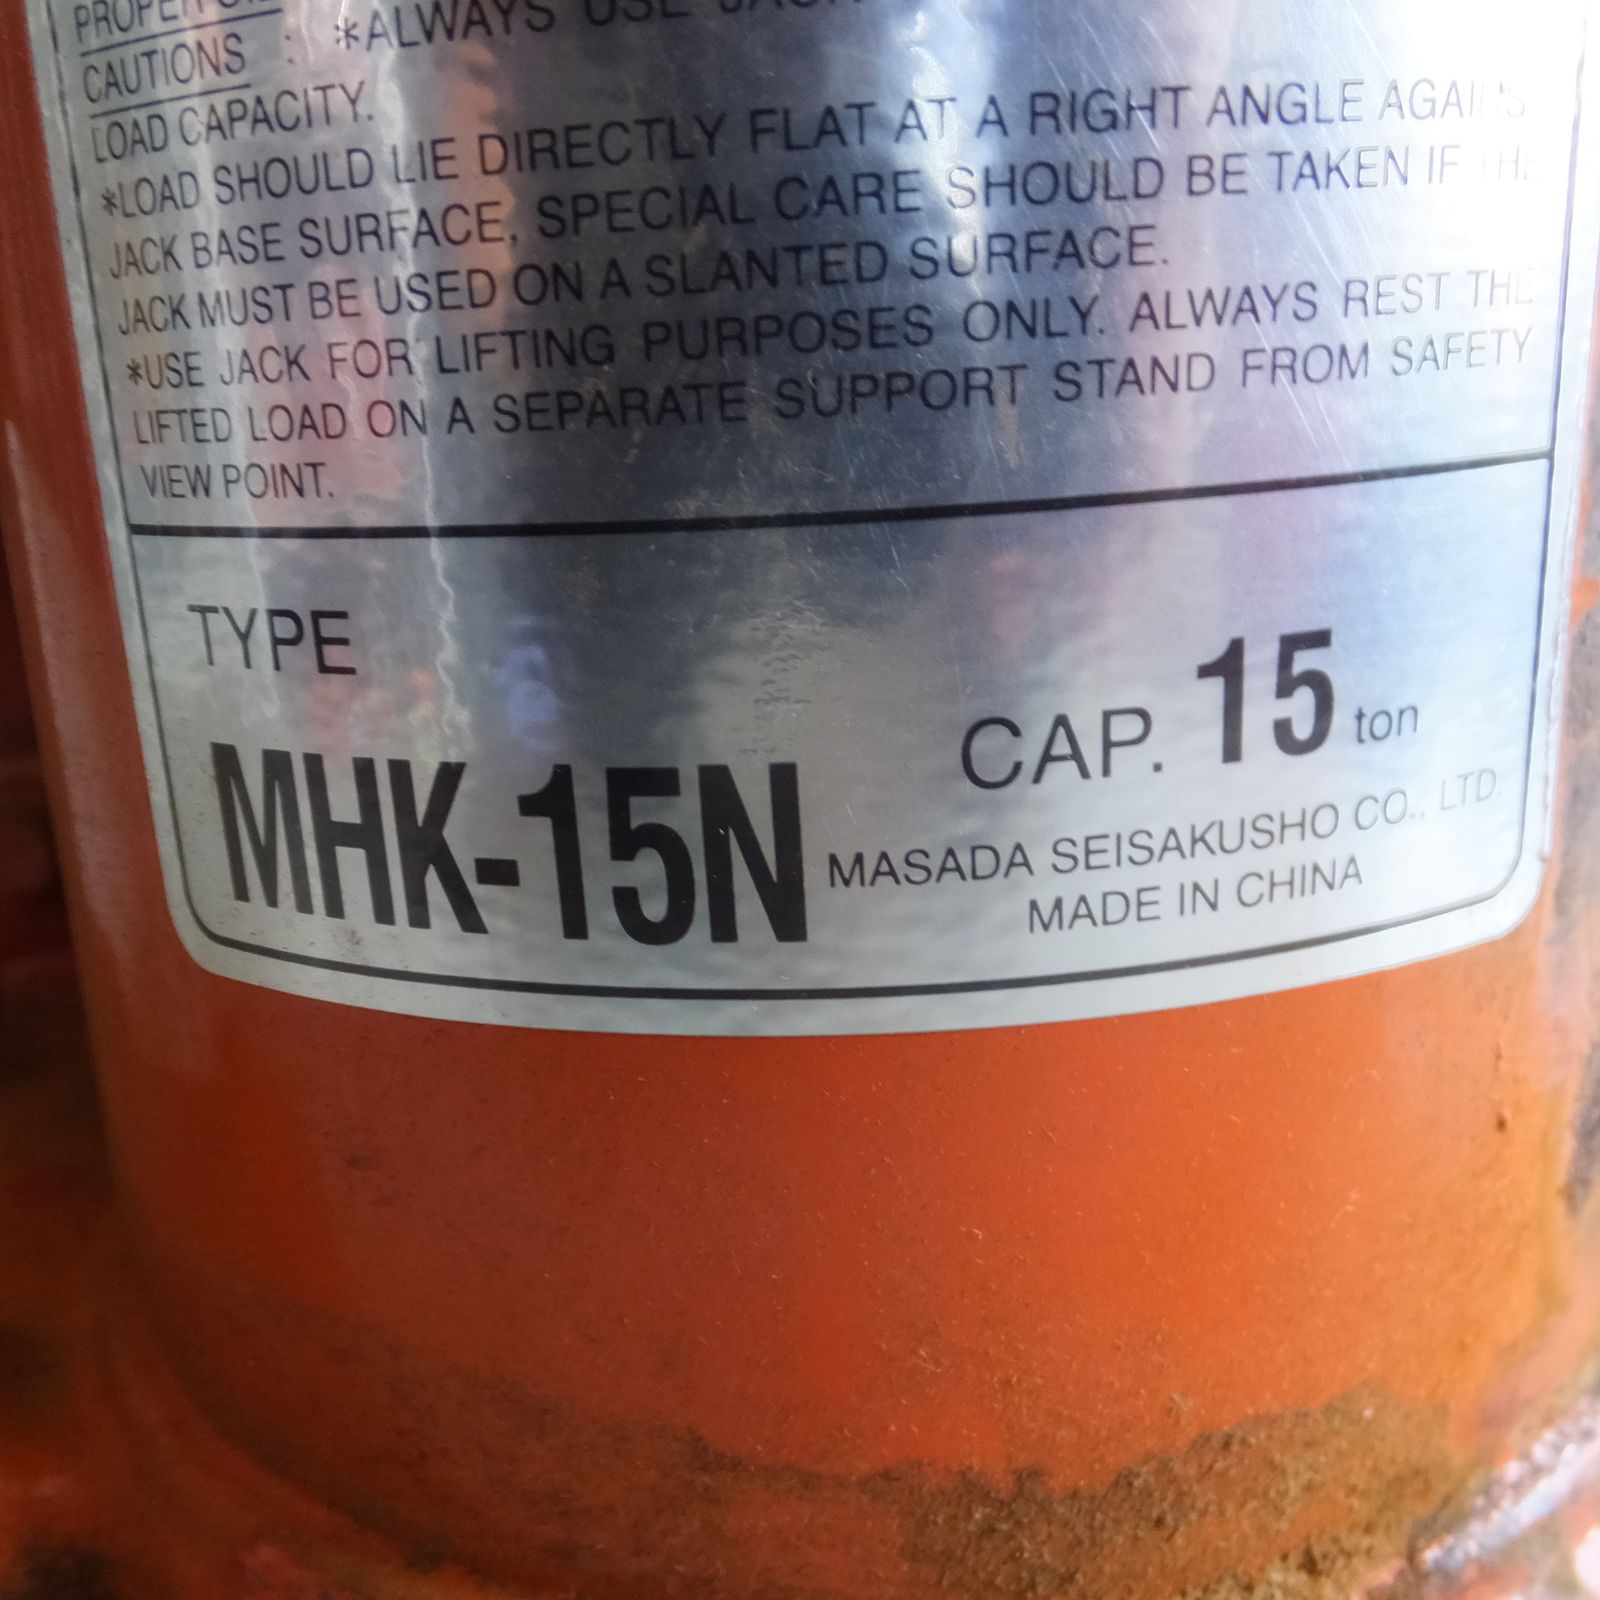 CAUTIONS : *ALWAYS USE
LOAD CAPACITY.
*LOAD SHOULD LIE DIRECTLY FLAT AT A RIGHT ANGLE
JACK BASE SURFACE, SPECIAL CARE SHOULD BE TAKEN IF THE
JACK MUST BE USED ON A SLANTED SURFACE.
*USE JACK FOR LIFTING PURPOSES ONLY. ALWAYS REST THE
LIFTED LOAD ON A SEPARATE SUPPORT STAND FROM SAFETY
VIEW POINT.
TYPE
MHK-15N
CAP. 15 ton
MASADA SEISAKUSHO CO., LTD.
MADE IN CHINA